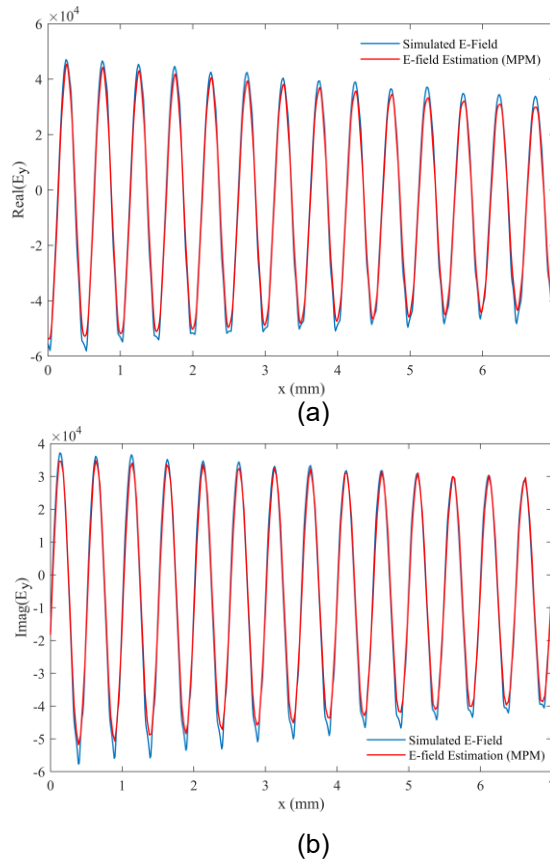 ×10⁴
6
4
2
0
-2
-4
-6
Real(Ey)
Simulated E-Field
E-field Estimation (MPM)
0 1 2 3 4 5 6 7
x (mm)
(a)
×10⁴
4
3
2
1
0
-1
-2
-3
-4
-5
-6
Imag(Ey)
Simulated E-Field
E-field Estimation (MPM)
0 1 2 3 4 5 6 7
x (mm)
(b)